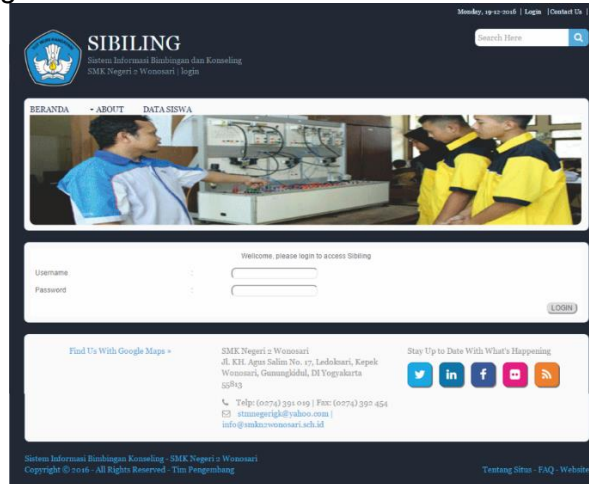 Monday, 19-12-2016 | Login | Contact Us |
Search Here
SIBILING
Sistem Informasi Bimbingan dan Konseling
SMK Negeri 2 Wonosari | login
BERANDA ABOUT DATA SISWA
Wellcome, please login to access Sibiling
Username :
Password :
LOGIN
Find Us With Google Maps »
SMK Negeri 2 Wonosari
Jl. KH. Agus Salim No. 17, Ledoksari, Kepek
Wonosari, Gunungkidul, DI Yogyakarta
55813
Telp: (0274) 391 019 | Fax: (0274) 392 454
stmnegerigk@yahoo.com |
info@smkn2wonosari.sch.id
Stay Up to Date With What's Happening
in
f
Sistem Informasi Bimbingan Konseling - SMK Negeri 2 Wonosari
Copyright © 2016 - All Rights Reserved - Tim Pengembang
Tentang Situs - FAQ - Website